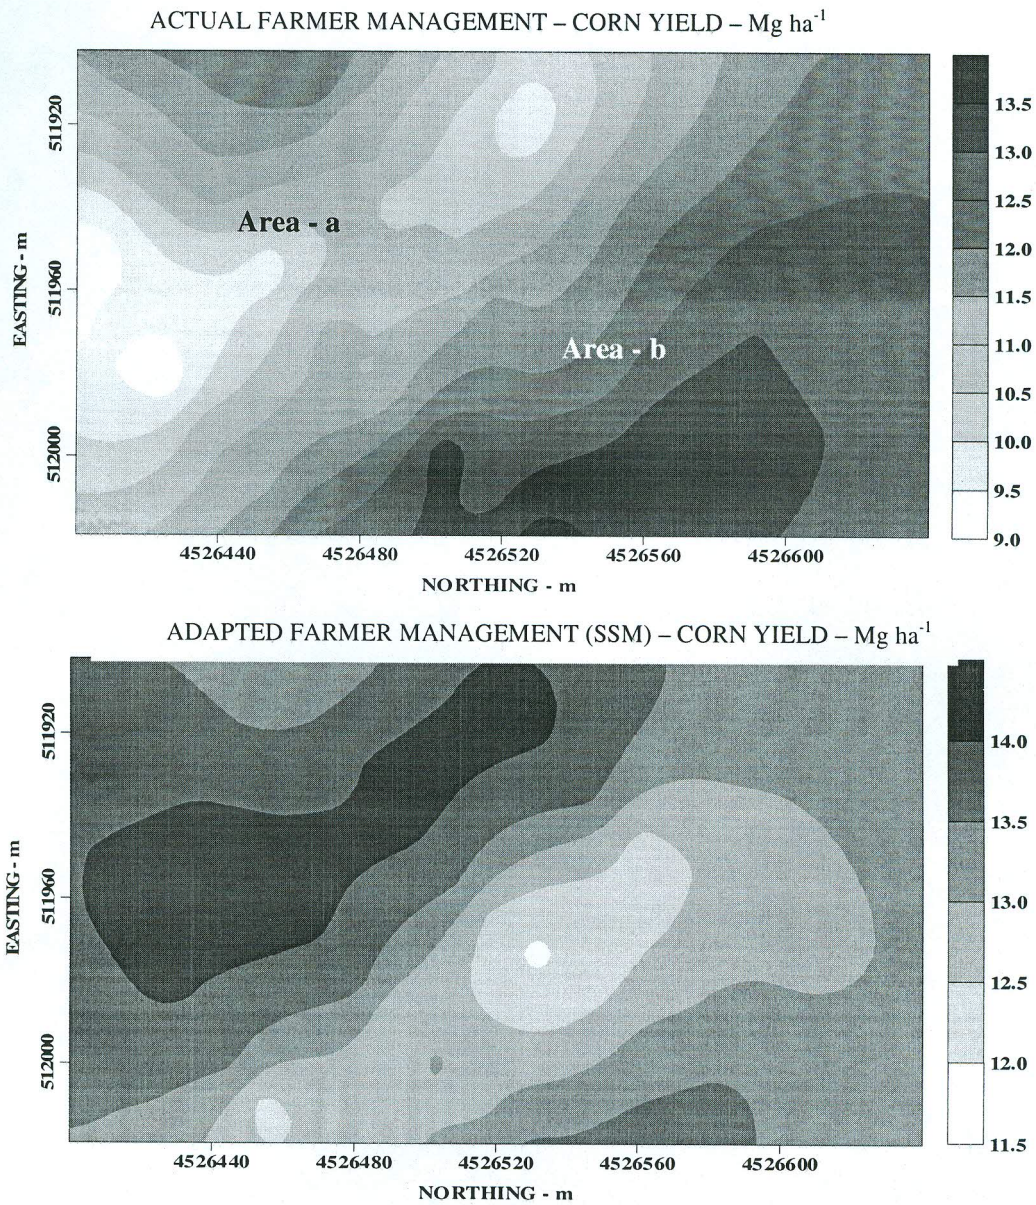 ACTUAL FARMER MANAGEMENT – CORN YIELD – Mg ha-1
511920
511960
512000
EASTING - m
Area - a
Area - b
13.5
13.0
12.5
12.0
11.5
11.0
10.5
10.0
9.5
9.0
4526440 4526480 4526520 4526560 4526600
NORTHING - m
ADAPTED FARMER MANAGEMENT (SSM) – CORN YIELD – Mg ha-1
511920
511960
512000
EASTING - m
14.0
13.5
13.0
12.5
12.0
11.5
4526440 4526480 4526520 4526560 4526600
NORTHING - m